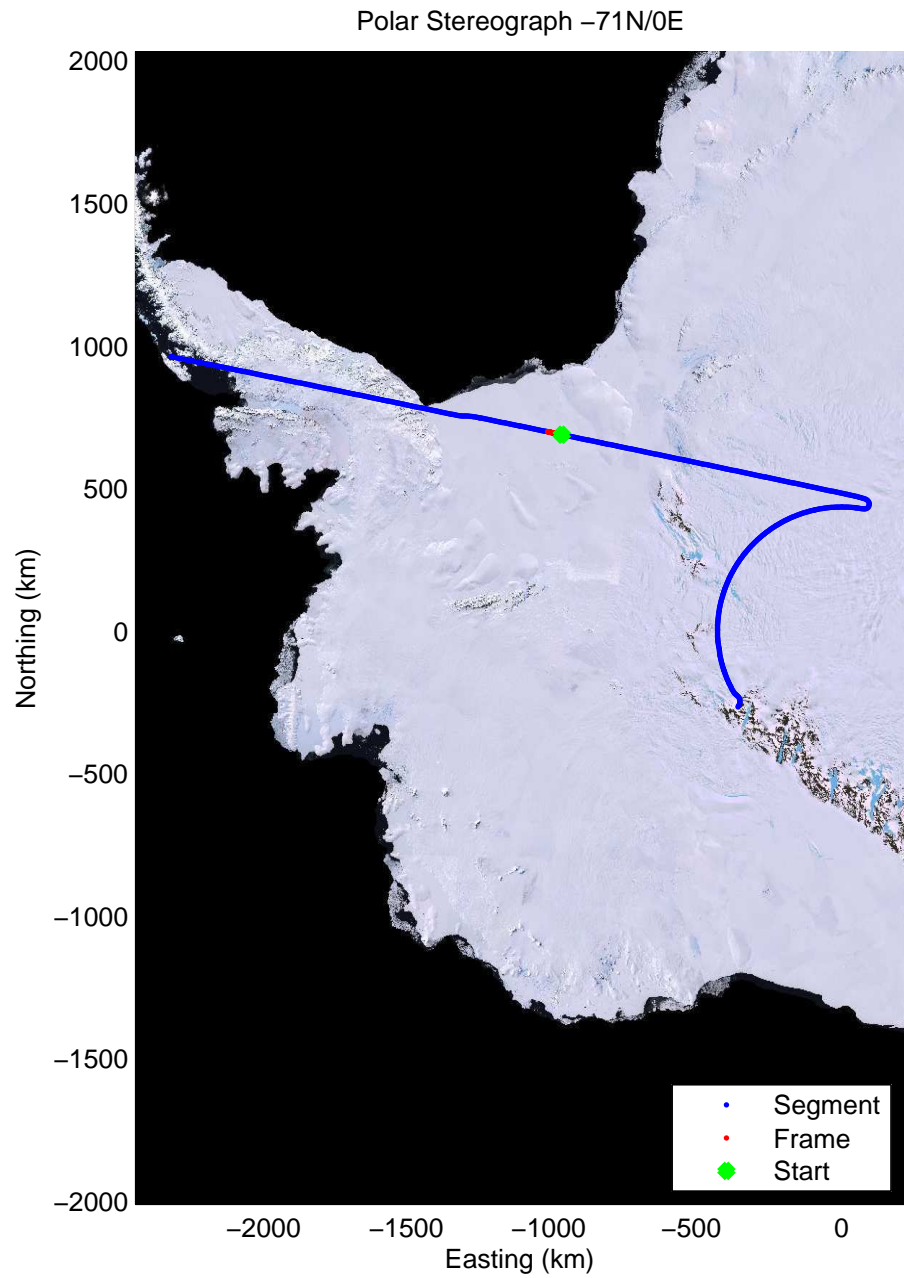 Polar Stereograph −71N/0E
2000
1500
1000
500
0
−500
−1000
−1500
−2000
Northing (km)
−2000 −1500 −1000 −500 0
Easting (km)
Segment
Frame
Start